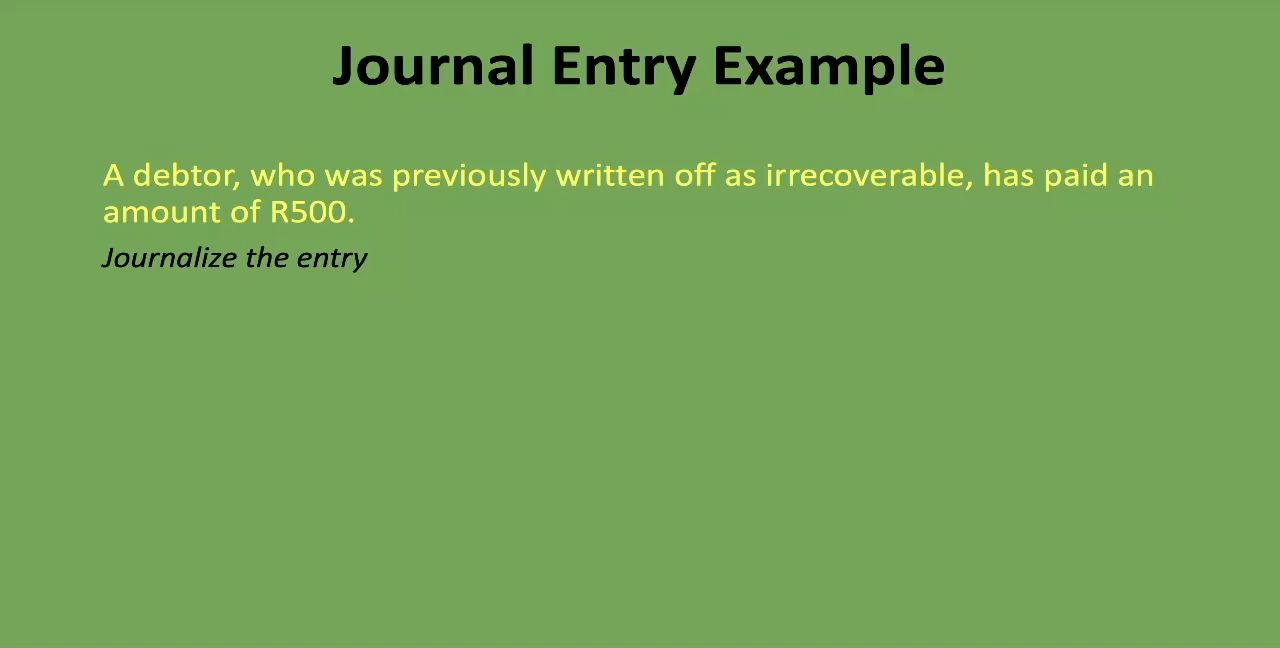 Journal Entry Example
A debtor, who was previously written off as irrecoverable, has paid an
amount of R500.
Journalize the entry